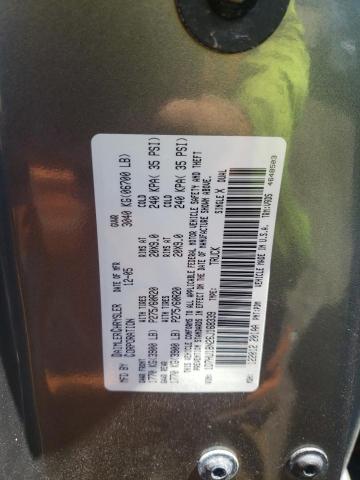 MFD BY DAIMLERCHRYSLER CORPORATION
DATE OF MFR 12-05
GVWR 3040 KG(06700 LB)
GAWR FRONT WITH TIRES RIMS AT COLD
1770 KG(3900 LB) P275/60R20 20X9.0 240 KPA( 35 PSI)
GAWR REAR WITH TIRES RIMS AT COLD
1770 KG(3900 LB) P275/60R20 20X9.0 240 KPA( 35 PSI)
THIS VEHICLE CONFORMS TO ALL APPLICABLE FEDERAL MOTOR VEHICLE SAFETY AND THEFT
PREVENTION STANDARDS IN EFFECT ON THE DATE OF MANUFACTURE SHOWN ABOVE.
TRUCK SINGLE X DUAL
VEHICLE MADE IN U.S.A.
4648503